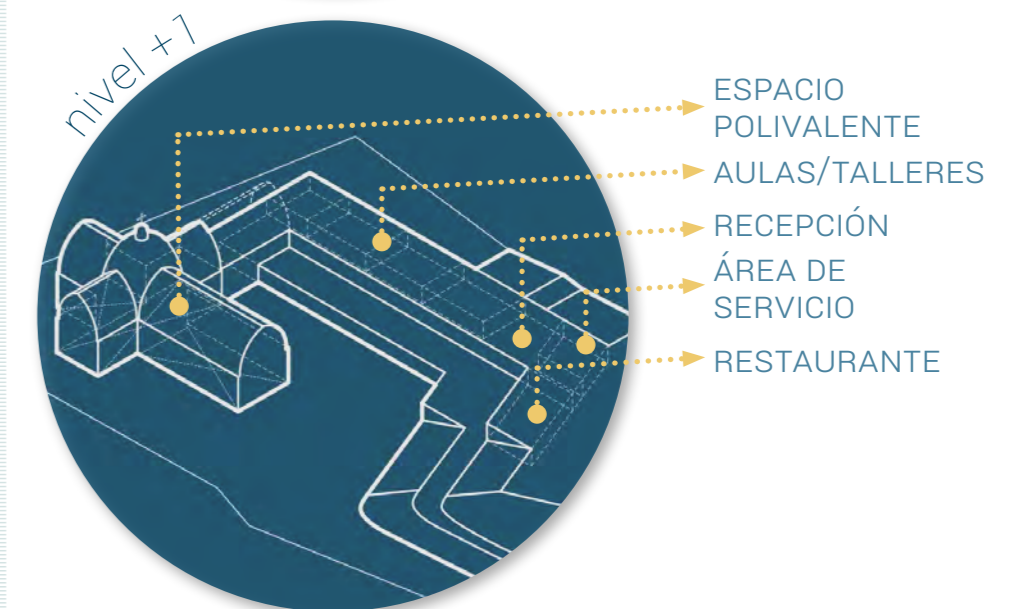 nivel +1
ESPACIO
POLIVALENTE
AULAS/TALLERES
RECEPCIÓN
ÁREA DE
SERVICIO
RESTAURANTE